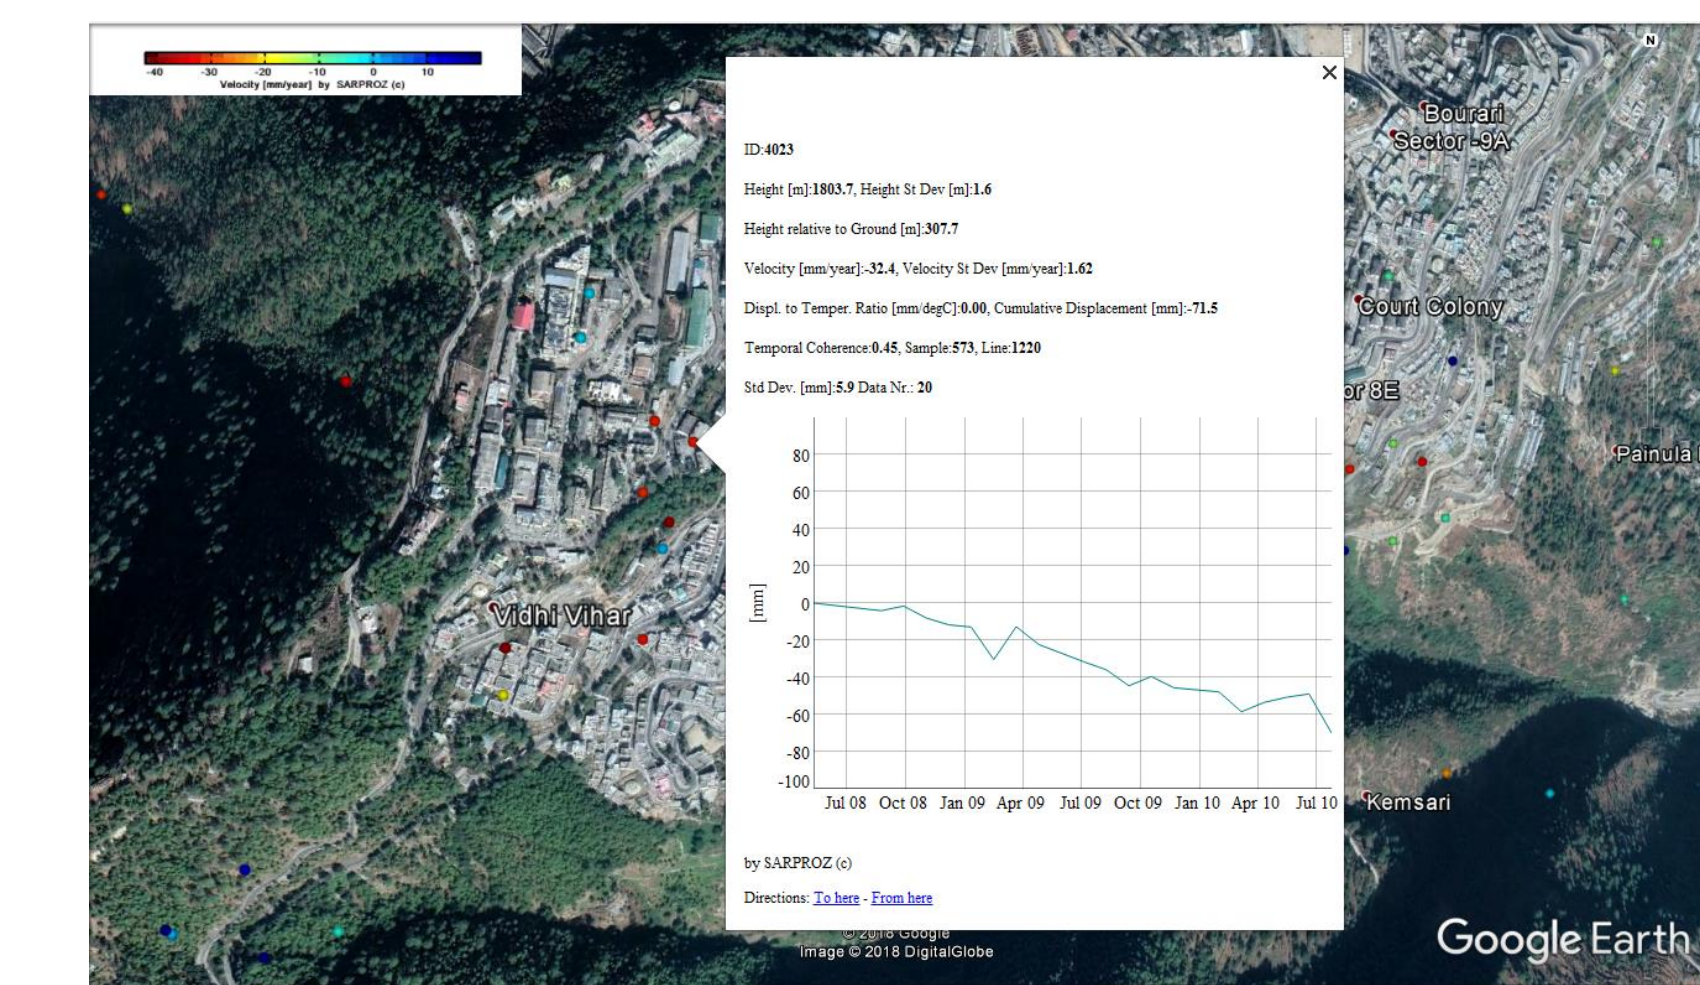 -40 -30 -20 -10 0 10
Velocity [mm/year] by SARPROZ (c)
N
ID:4023
Height [m]:1803.7, Height St Dev [m]:1.6
Height relative to Ground [m]:307.7
Velocity [mm/year]:-32.4, Velocity St Dev [mm/year]:1.62
Displ. to Temper. Ratio [mm/degC]:0.00, Cumulative Displacement [mm]:-71.5
Temporal Coherence:0.45, Sample:573, Line:1220
Std Dev. [mm]:5.9 Data Nr.: 20
80
60
40
20
0
-20
-40
-60
-80
-100
[mm]
Jul 08 Oct 08 Jan 09 Apr 09 Jul 09 Oct 09 Jan 10 Apr 10 Jul 10
by SARPROZ (c)
Directions: To here - From here
Bourari
Sector -9A
Court Colony
or 8E
Painula
Vidhi Vihar
Kemsari
© 2018 Google
Image © 2018 DigitalGlobe
Google Earth